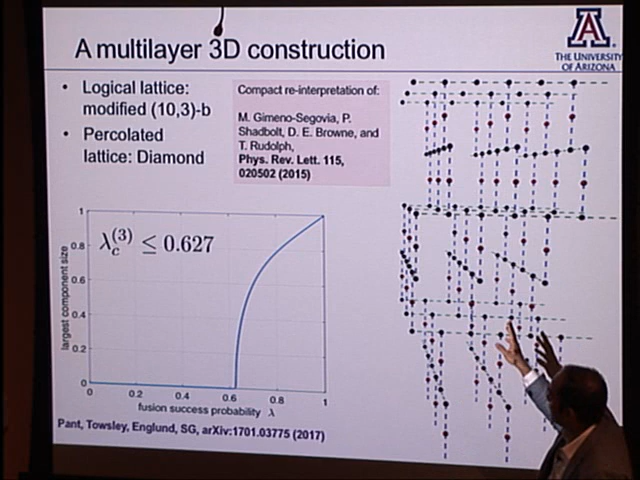 A multilayer 3D construction
THE UNIVERSITY
OF ARIZONA
• Logical lattice:
modified (10,3)-b
• Percolated
lattice: Diamond
Compact re-interpretation of:
M. Gimeno-Segovia, P.
Shadbolt, D. E. Browne, and
T. Rudolph,
Phys. Rev. Lett. 115,
020502 (2015)
λc(3) ≤ 0.627
largest component size
1
0.8
0.6
0.4
0.2
0
0 0.2 0.4 0.6 0.8 1
fusion success probability λ
Pant, Towsley, Englund, SG, arXiv:1701.03775 (2017)